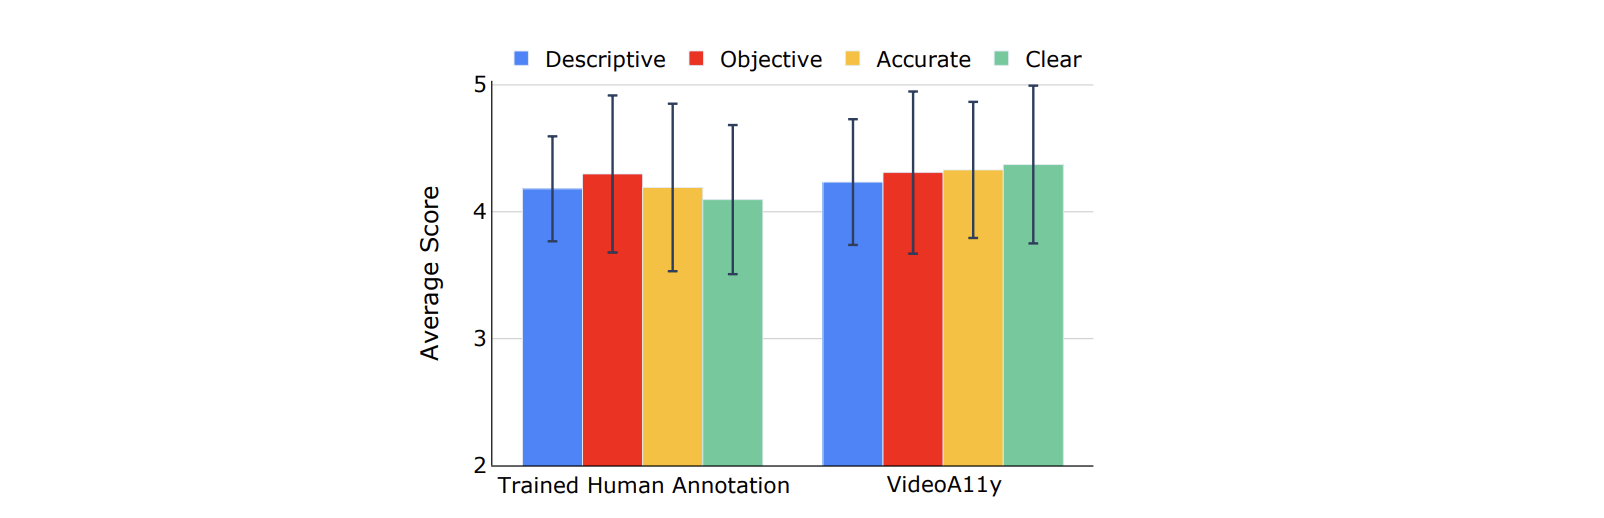 Descriptive Objective Accurate Clear
5
4
3
2
Average Score
Trained Human Annotation VideoA11y